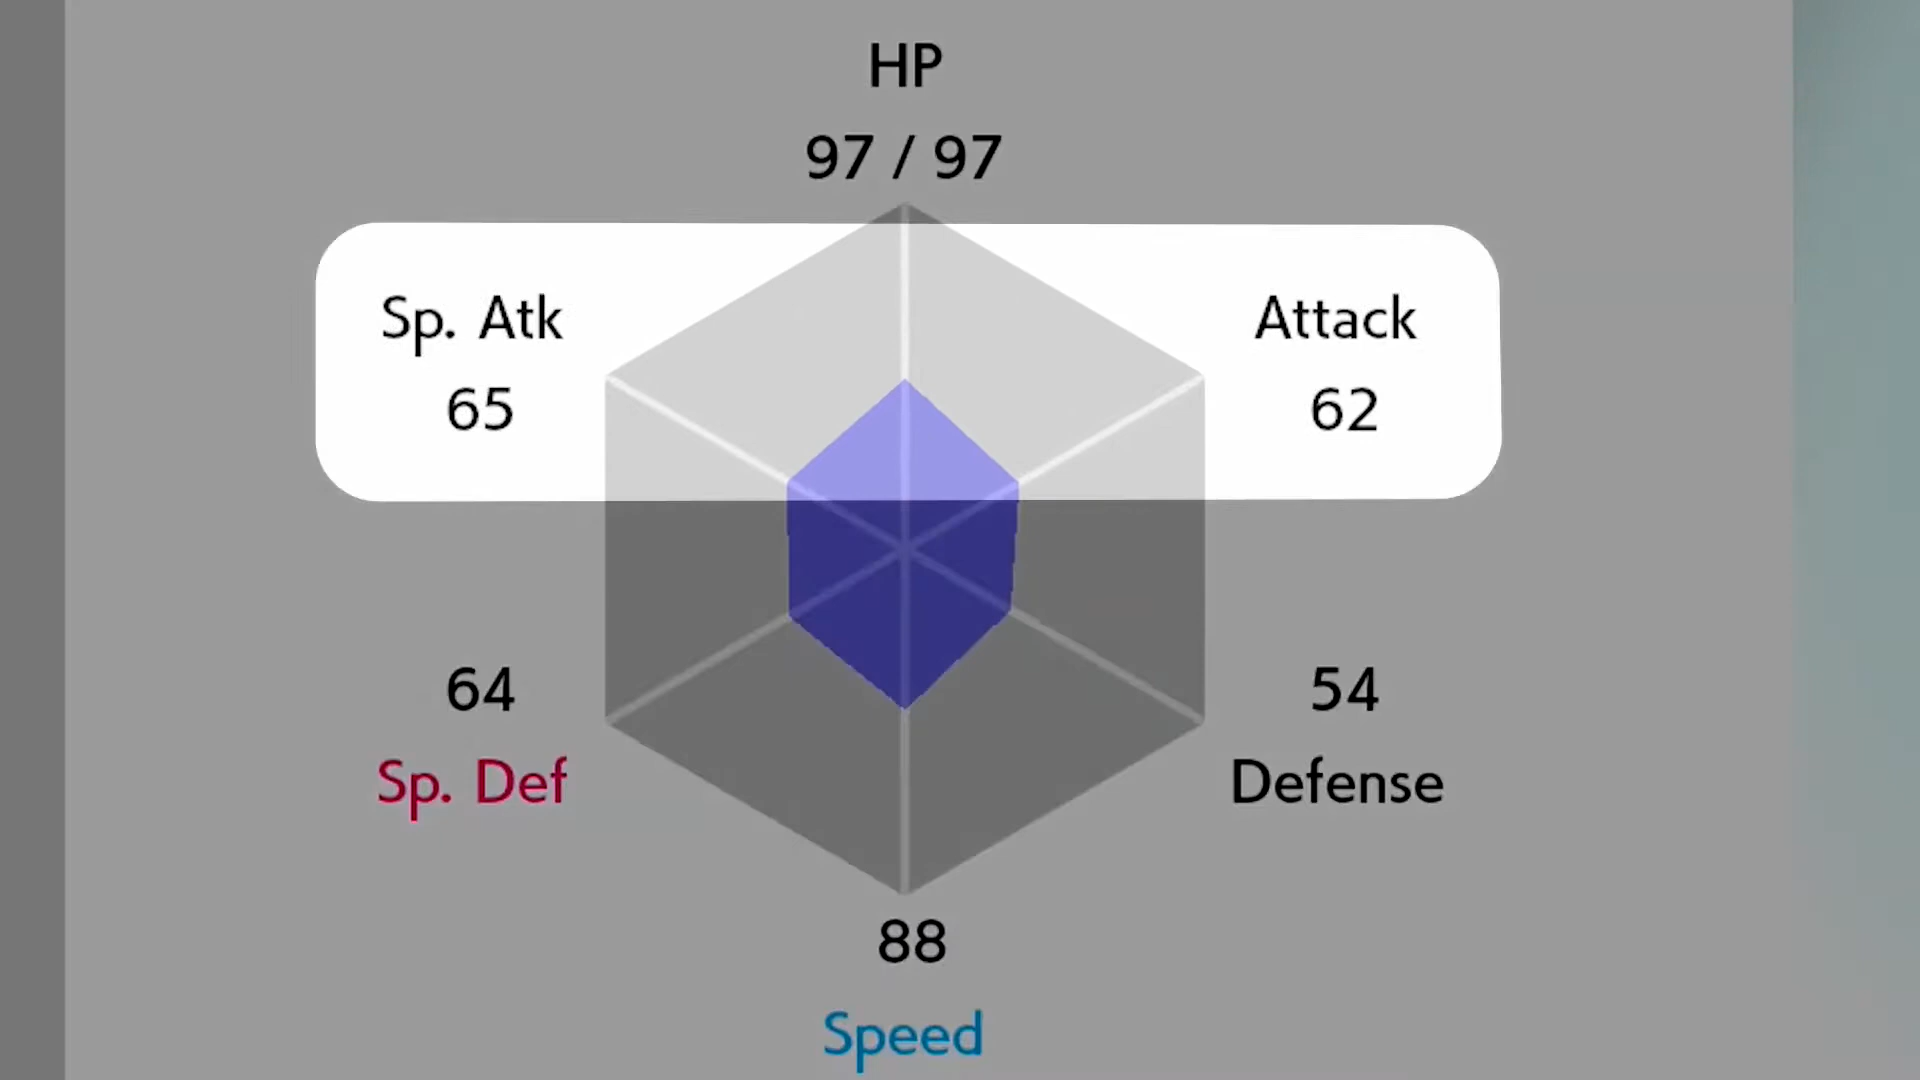 HP
97 / 97
Sp. Atk
65
Attack
62
64
Sp. Def
54
Defense
88
Speed